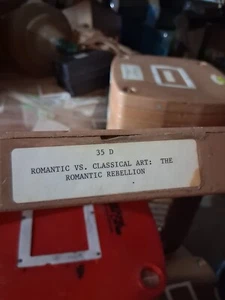 35 D
ROMANTIC VS. CLASSICAL ART: THE
ROMANTIC REBELLION